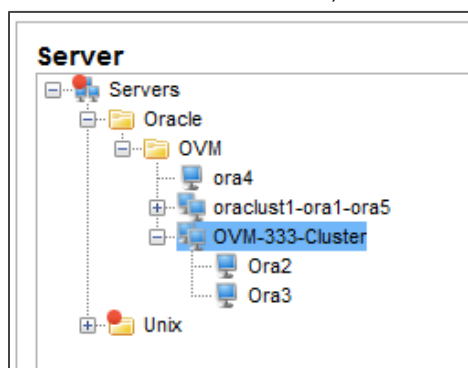 Server
Servers
Oracle
OVM
ora4
oraclust1-ora1-ora5
OVM-333-Cluster
Ora2
Ora3
Unix